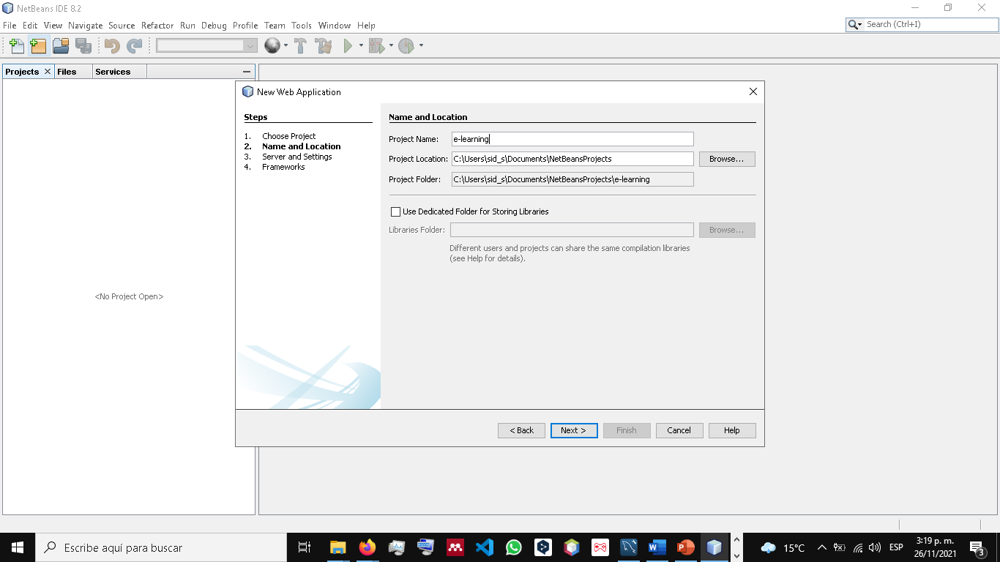 NetBeans IDE 8.2
File Edit View Navigate Source Refactor Run Debug Profile Team Tools Window Help
Search (Ctrl+I)
Projects Files Services
<No Project Open>
New Web Application
Steps
1. Choose Project
2. Name and Location
3. Server and Settings
4. Frameworks
Name and Location
Project Name: e-learning
Project Location: C:\Users\sid_s\Documents\NetBeansProjects Browse...
Project Folder: C:\Users\sid_s\Documents\NetBeansProjects\e-learning
Use Dedicated Folder for Storing Libraries
Libraries Folder: Browse...
Different users and projects can share the same compilation libraries
(see Help for details).
< Back Next > Finish Cancel Help
Escribe aquí para buscar
15°C
ESP
3:19 p. m.
26/11/2021
3